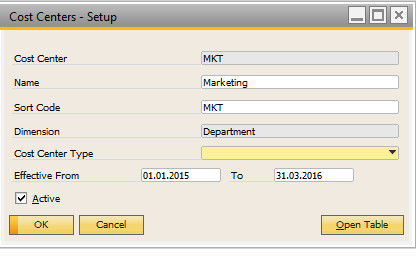 Cost Centers - Setup
Cost Center MKT
Name Marketing
Sort Code MKT
Dimension Department
Cost Center Type
Effective From 01.01.2015 To 31.03.2016
Active
OK Cancel Open Table